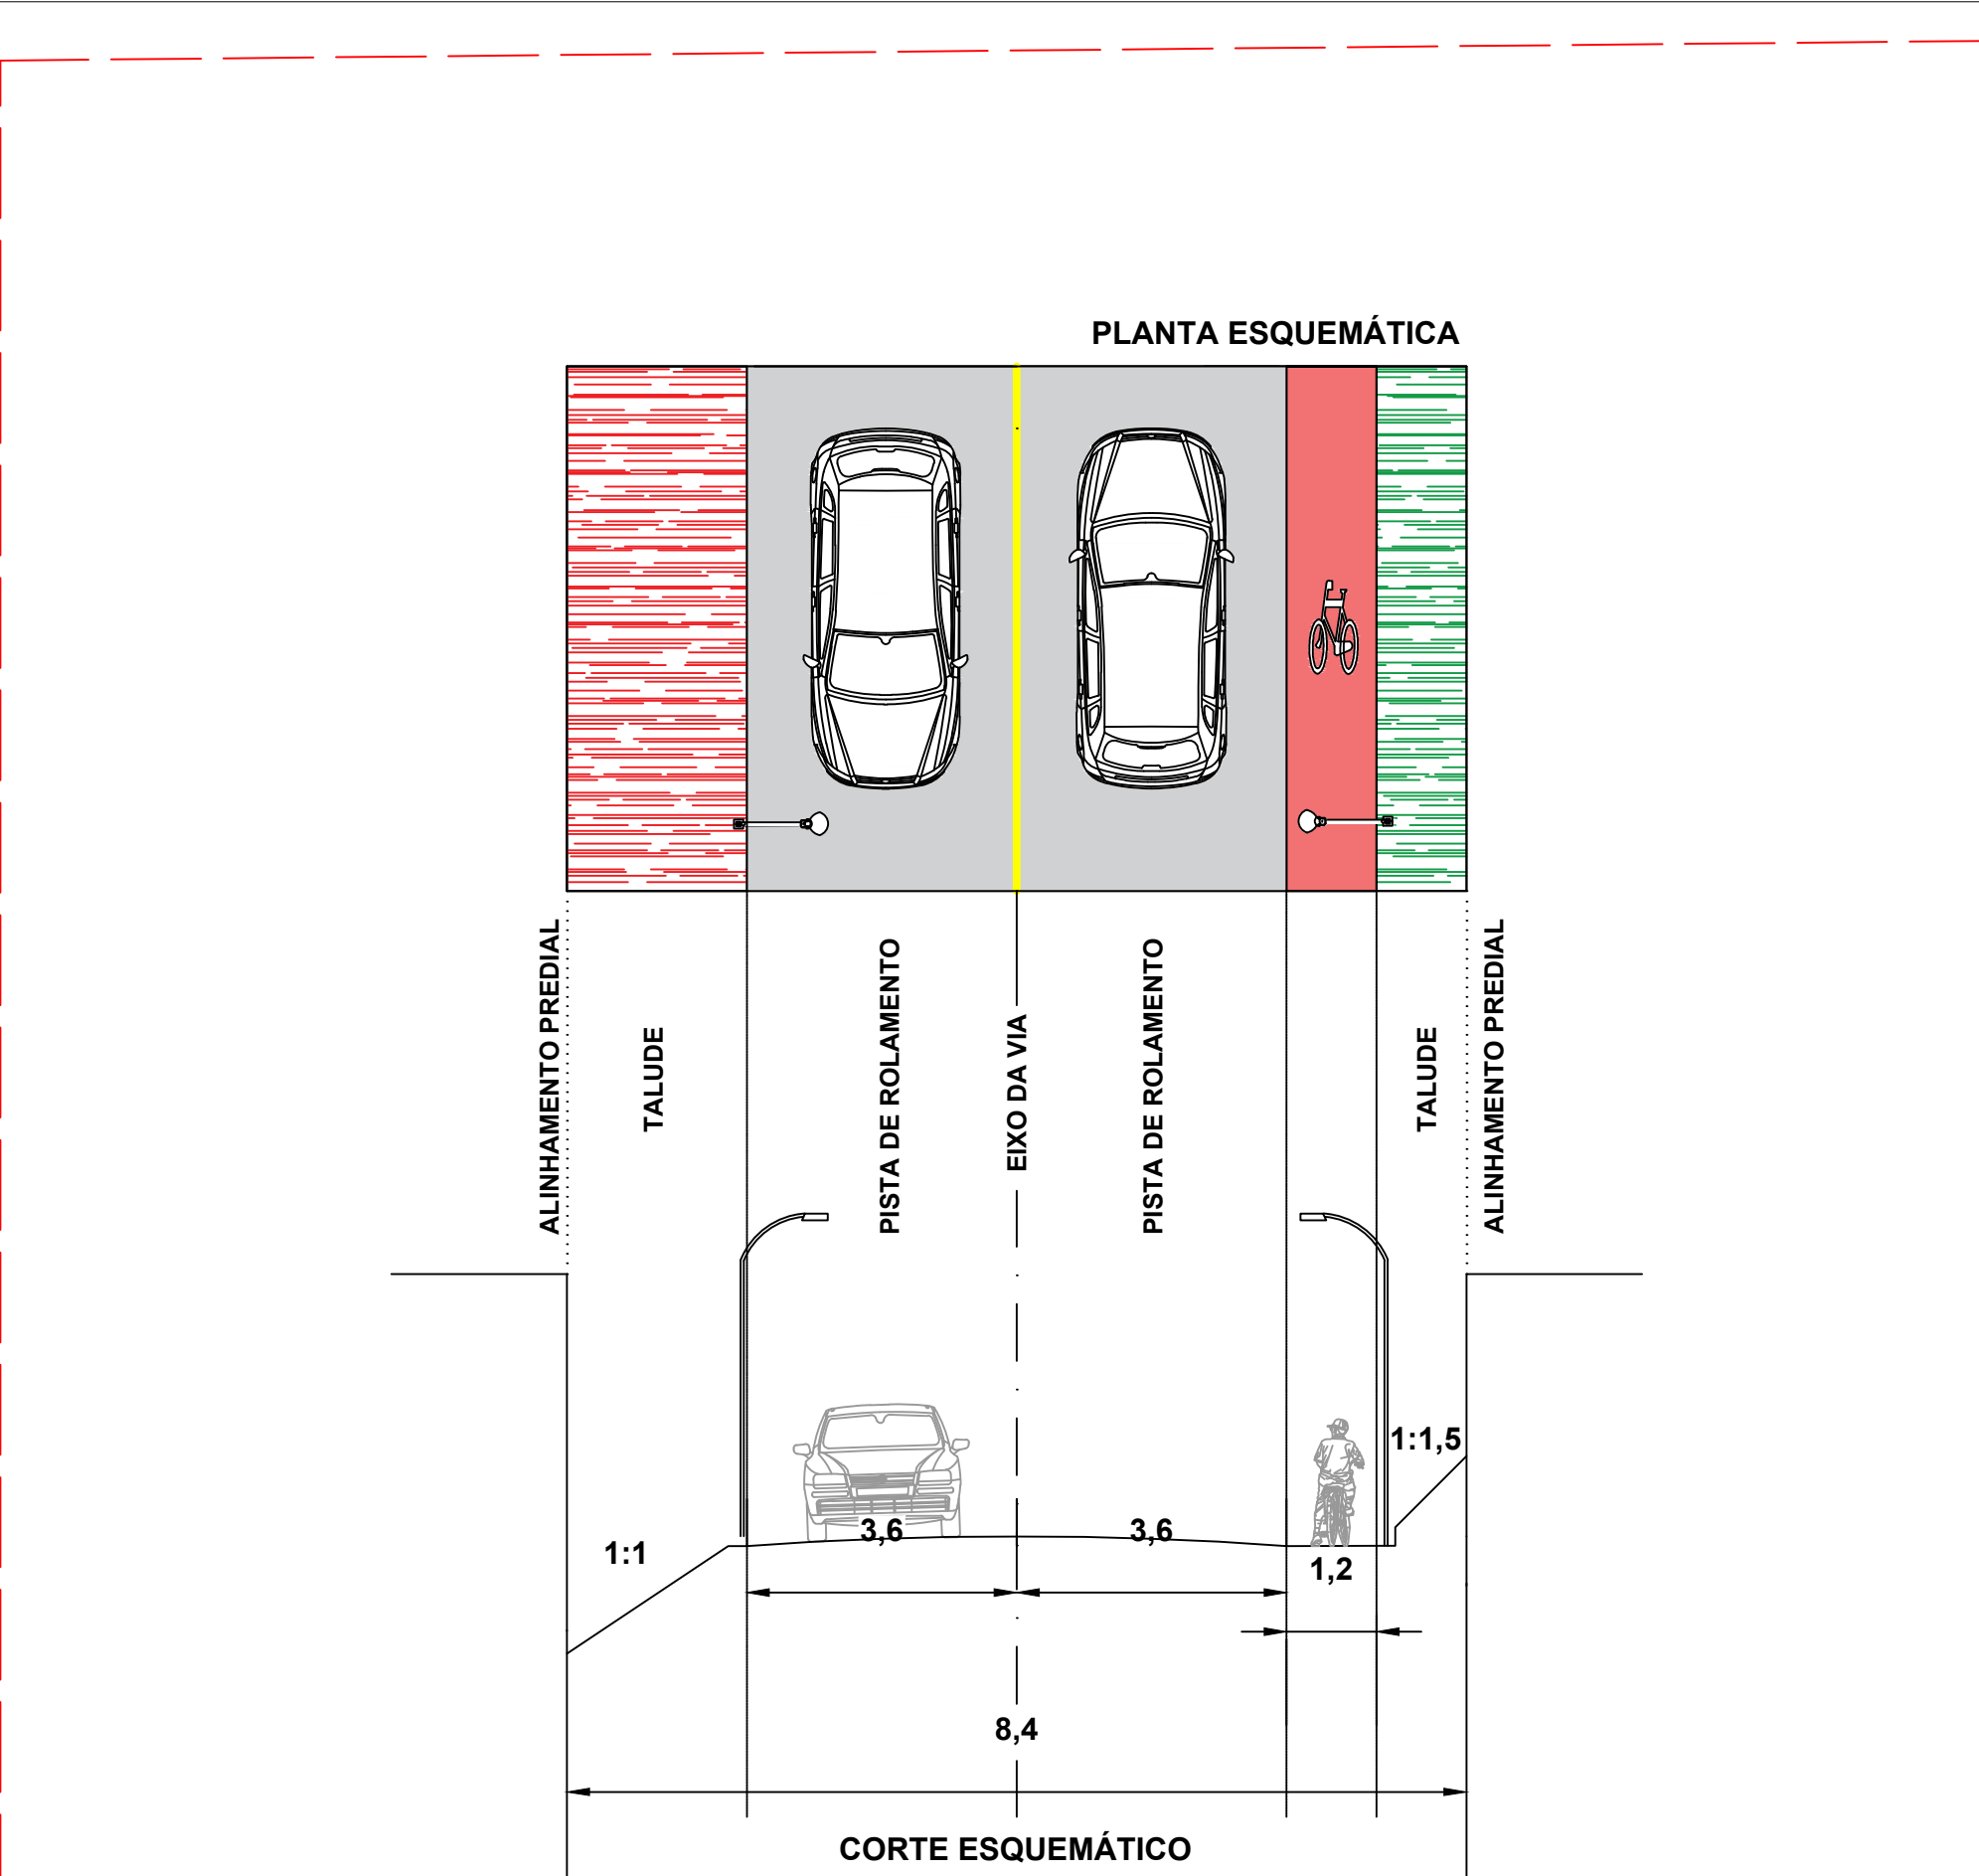 PLANTA ESQUEMÁTICA
ALINHAMENTO PREDIAL
TALUDE
PISTA DE ROLAMENTO
EIXO DA VIA
PISTA DE ROLAMENTO
TALUDE
ALINHAMENTO PREDIAL
1:1,5
1:1
3,6
3,6
1,2
8,4
CORTE ESQUEMÁTICO